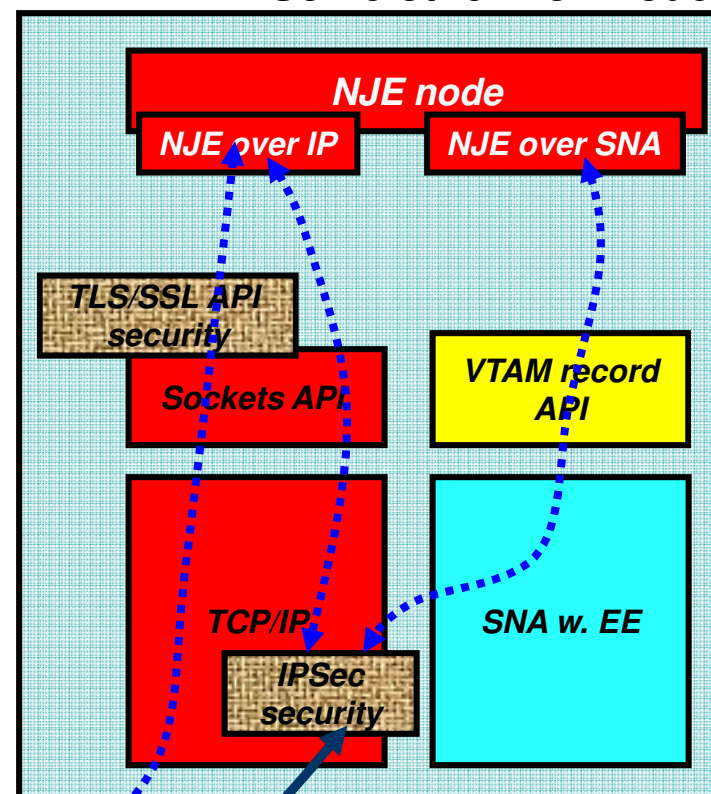 NJE node
NJE over IP
NJE over SNA
TLS/SSL API
security
Sockets API
VTAM record
API
TCP/IP
SNA w. EE
IPSec
security